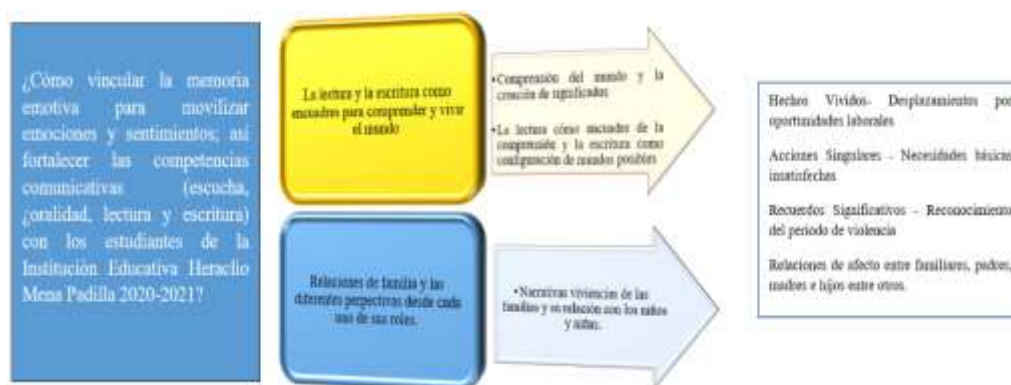 ¿Cómo vincular la memoria
emotiva para movilizar
emociones y sentimientos; así
fortalecer las competencias
comunicativas (escucha,
¿oralidad, lectura y escritura)
con los estudiantes de la
Institución Educativa Heraclio
Mena Padilla 2020-2021?
La lectura y la escritura como
encuadres para comprender y vivir
el mundo
•Comprensión del mundo y la
creación de significados
•La lectura cómo encuadre de la
comprensión y la escritura como
configuración de mundos posibles
Relaciones de familia y las
diferentes perpectivas desde cada
uno de sus roles.
•Narrativas viviencias de las
familias y su relación con los niños
y niñas.
Hechos Vividos- Desplazamientos por
oportunidades laborales
Acciones Singulares - Necesidades básicas
insatisfechas
Recuerdos Significativos - Reconocimiento
del periodo de violencia
Relaciones de afecto entre familiares, padres,
madres e hijos entre otros.